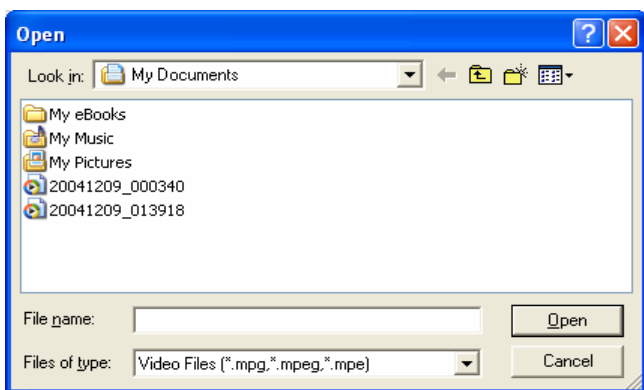 Open
Look in: My Documents
My eBooks
My Music
My Pictures
20041209_000340
20041209_013918
File name: Open
Files of type: Video Files (*.mpg,*.mpeg,*.mpe) Cancel